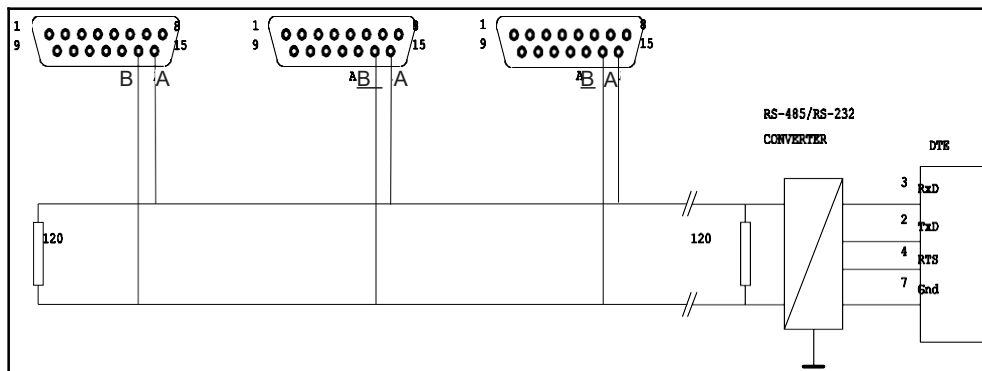 1 8
9 15
B A
1 8
9 15
A B A
1 8
9 15
A B A
RS-485/RS-232
CONVERTER
DTE
3 RxD
2 TxD
4 RTS
7 Gnd
120
120